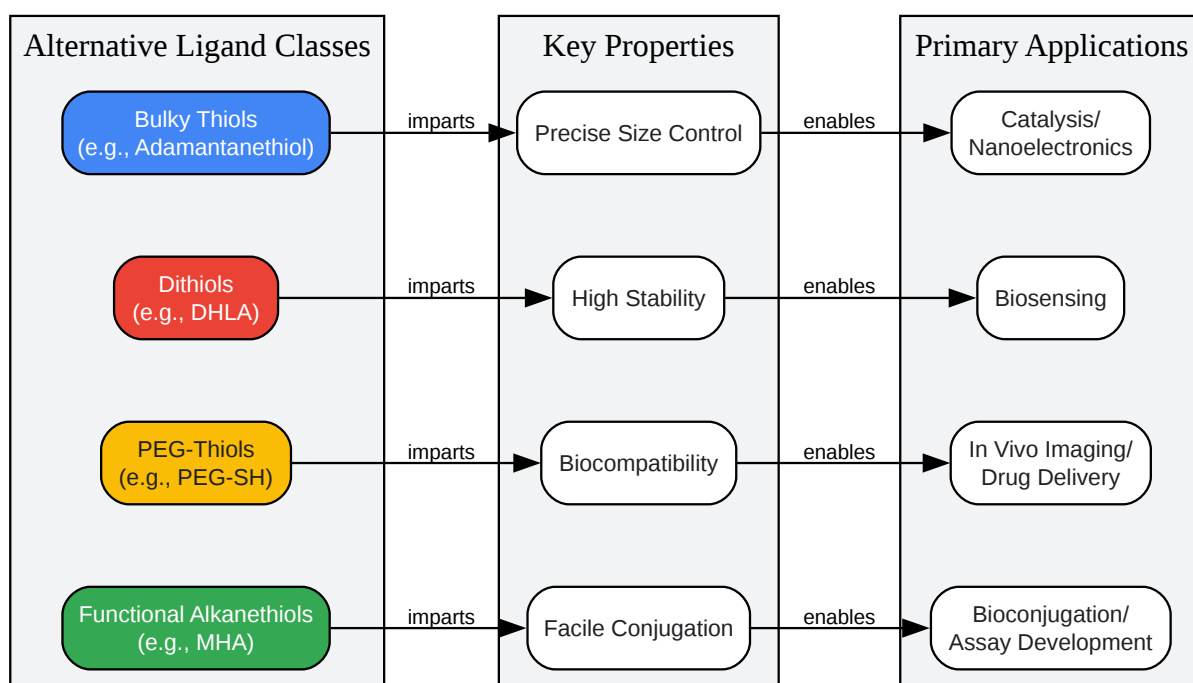 Alternative Ligand Classes
Key Properties
Primary Applications
Bulky Thiols
(e.g., Adamantanethiol)
imparts
Precise Size Control
enables
Catalysis/
Nanoelectronics
Dithiols
(e.g., DHLA)
imparts
High Stability
enables
Biosensing
PEG-Thiols
(e.g., PEG-SH)
imparts
Biocompatibility
enables
In Vivo Imaging/
Drug Delivery
Functional Alkanethiols
(e.g., MHA)
imparts
Facile Conjugation
enables
Bioconjugation/
Assay Development